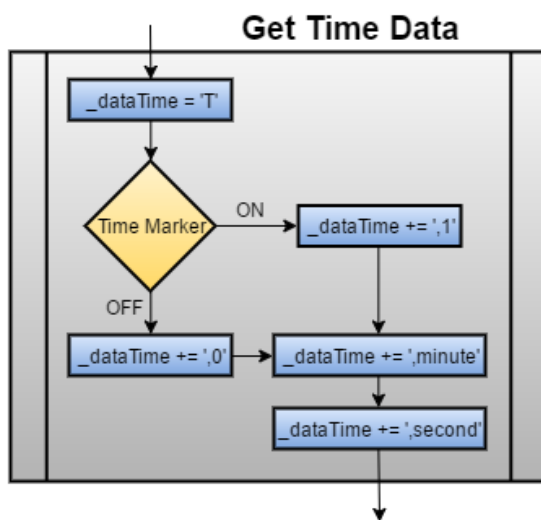 Get Time Data
_dataTime = 'T'
Time Marker
ON
_dataTime += ',1'
OFF
_dataTime += ',0'
_dataTime += ',minute'
_dataTime += ',second'